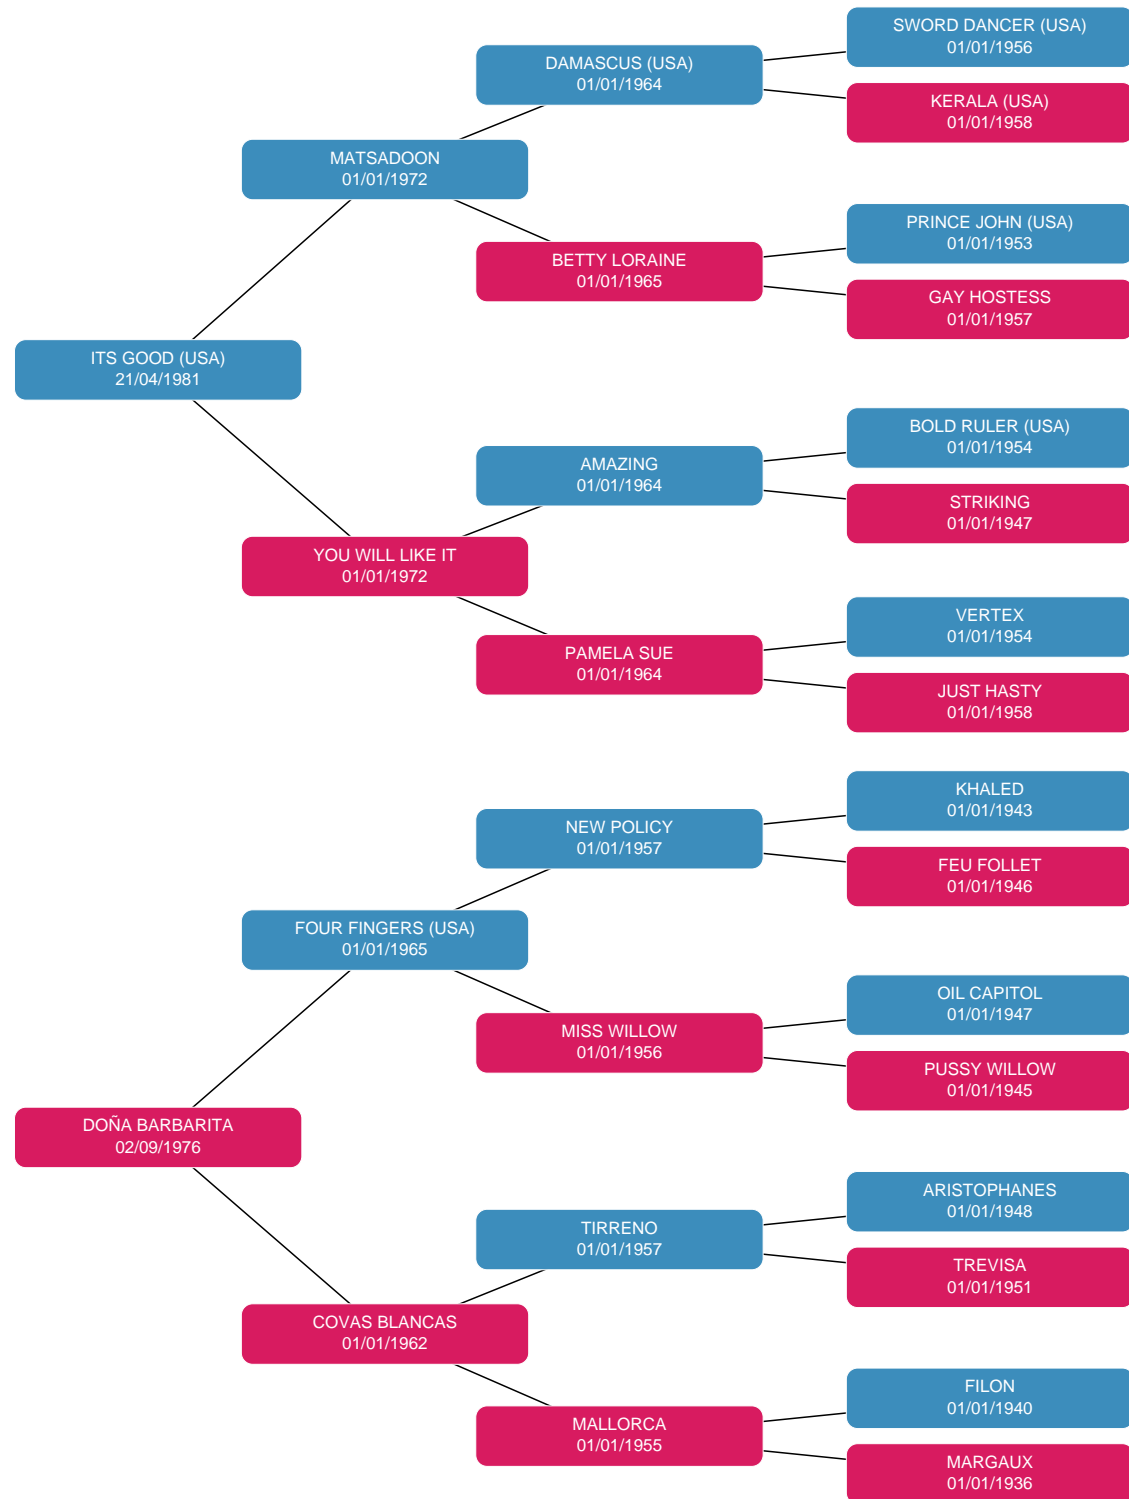 SWORD DANCER (USA)
01/01/1956
DAMASCUS (USA)
01/01/1964
KERALA (USA)
01/01/1958
MATSADOON
01/01/1972
PRINCE JOHN (USA)
01/01/1953
BETTY LORAINE
01/01/1965
GAY HOSTESS
01/01/1957
ITS GOOD (USA)
21/04/1981
BOLD RULER (USA)
01/01/1954
AMAZING
01/01/1964
STRIKING
01/01/1947
YOU WILL LIKE IT
01/01/1972
VERTEX
01/01/1954
PAMELA SUE
01/01/1964
JUST HASTY
01/01/1958
KHALED
01/01/1943
NEW POLICY
01/01/1957
FEU FOLLET
01/01/1946
FOUR FINGERS (USA)
01/01/1965
OIL CAPITOL
01/01/1947
MISS WILLOW
01/01/1956
PUSSY WILLOW
01/01/1945
DOÑA BARBARITA
02/09/1976
ARISTOPHANES
01/01/1948
TIRRENO
01/01/1957
TREVISA
01/01/1951
COVAS BLANCAS
01/01/1962
FILON
01/01/1940
MALLORCA
01/01/1955
MARGAUX
01/01/1936